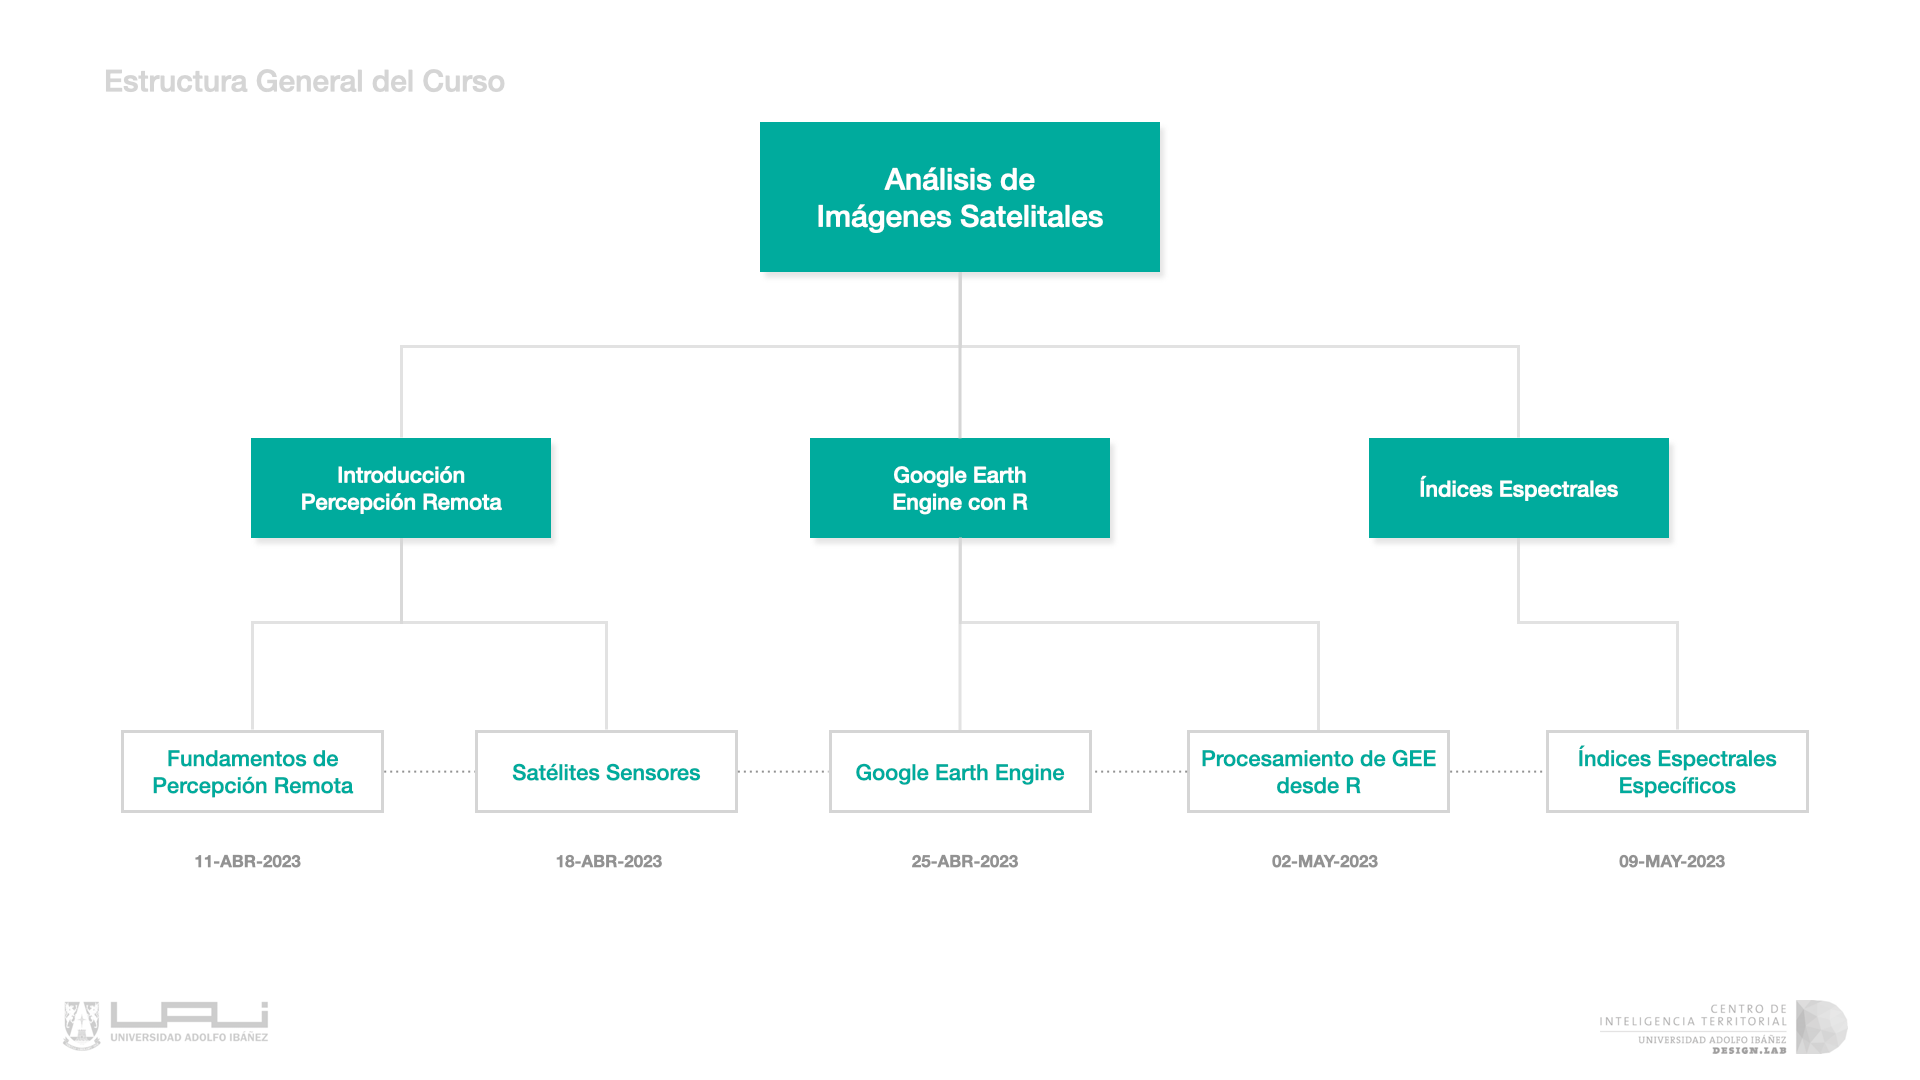 Estructura General del Curso
Análisis de
Imágenes Satelitales
Introducción
Percepción Remota
Google Earth
Engine con R
Índices Espectrales
Fundamentos de
Percepción Remota
Satélites Sensores
Google Earth Engine
Procesamiento de GEE
desde R
Índices Espectrales
Específicos
11-ABR-2023
18-ABR-2023
25-ABR-2023
02-MAY-2023
09-MAY-2023
UAI
UNIVERSIDAD ADOLFO IBÁÑEZ
CENTRO DE
INTELIGENCIA TERRITORIAL
UNIVERSIDAD ADOLFO IBÁÑEZ
DESIGN.LAB